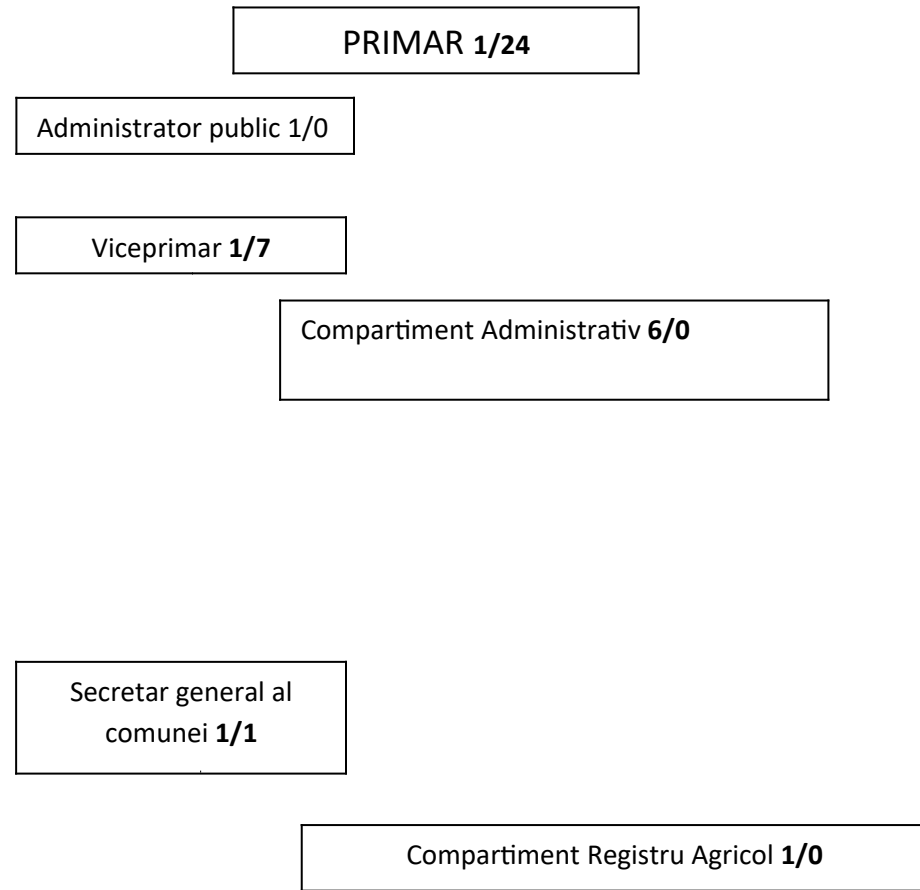 PRIMAR 1/24
Administrator public 1/0
Viceprimar 1/7
Compartiment Administrativ 6/0
Secretar general al
comunei 1/1
Compartiment Registru Agricol 1/0